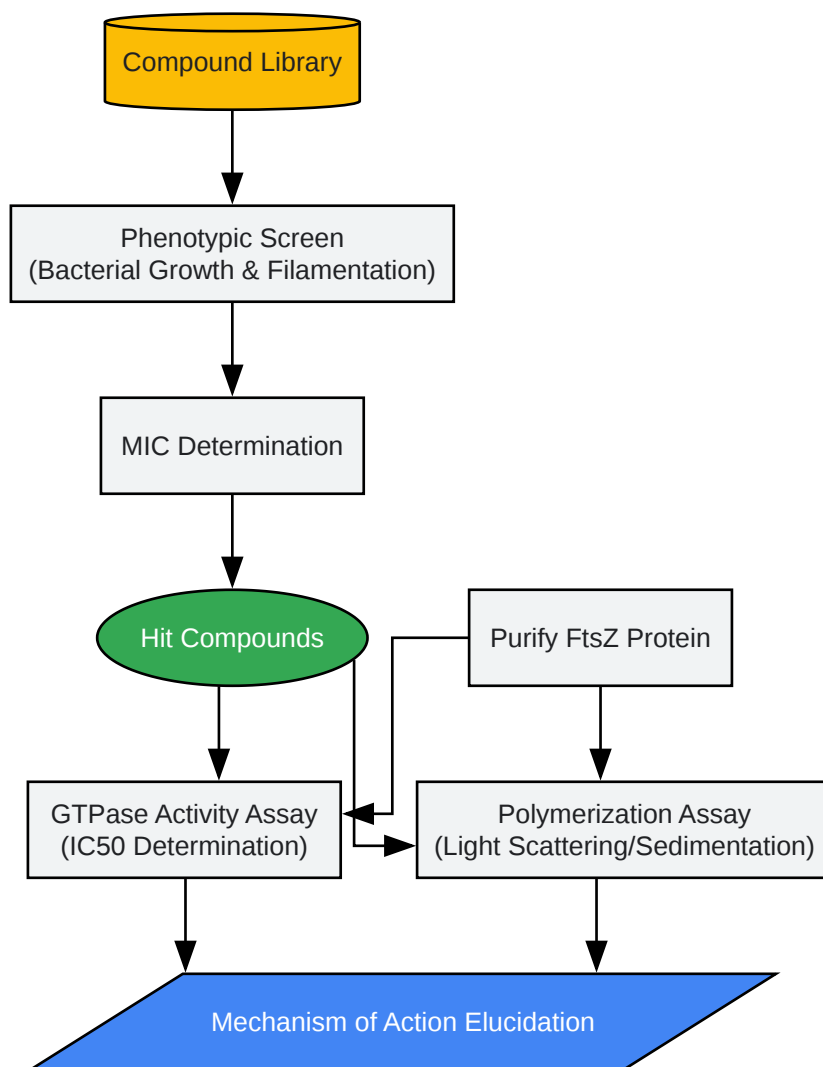 Compound Library
Phenotypic Screen
(Bacterial Growth & Filamentation)
MIC Determination
Hit Compounds
Purify FtsZ Protein
GTPase Activity Assay
(IC50 Determination)
Polymerization Assay
(Light Scattering/Sedimentation)
Mechanism of Action Elucidation